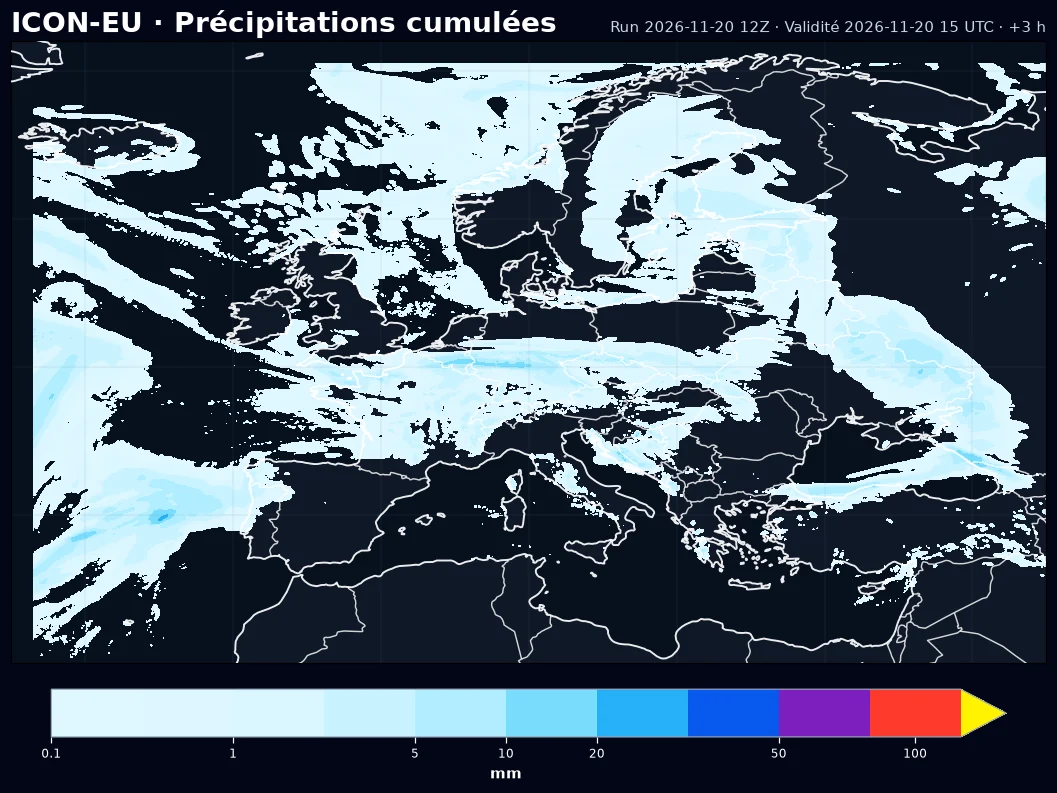 ICON-EU · Précipitations cumulées
Run 2026-11-20 12Z · Validité 2026-11-20 15 UTC · +3 h
0.1 1 5 10 20 50 100
mm